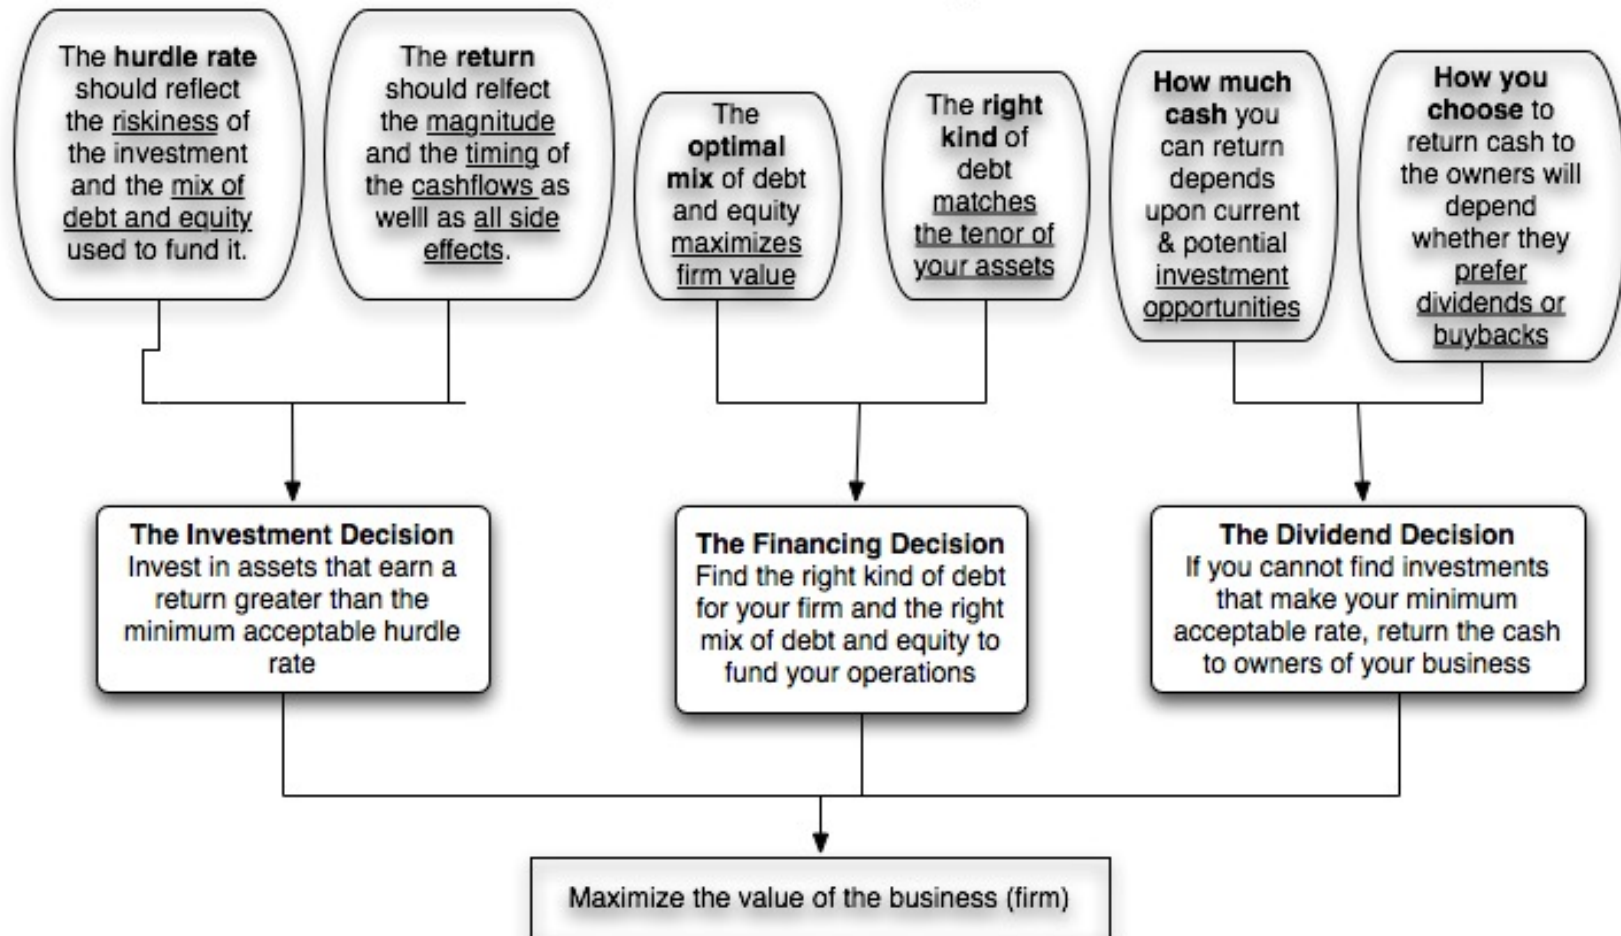 The hurdle rate
should reflect
the riskiness of
the investment
and the mix of
debt and equity
used to fund it.
The return
should relfect
the magnitude
and the timing of
the cashflows as
welll as all side
effects.
The
optimal
mix of debt
and equity
maximizes
firm value
The right
kind of
debt
matches
the tenor of
your assets
How much
cash you
can return
depends
upon current
& potential
investment
opportunities
How you
choose to
return cash to
the owners will
depend
whether they
prefer
dividends or
buybacks
The Investment Decision
Invest in assets that earn a
return greater than the
minimum acceptable hurdle
rate
The Financing Decision
Find the right kind of debt
for your firm and the right
mix of debt and equity to
fund your operations
The Dividend Decision
If you cannot find investments
that make your minimum
acceptable rate, return the cash
to owners of your business
Maximize the value of the business (firm)